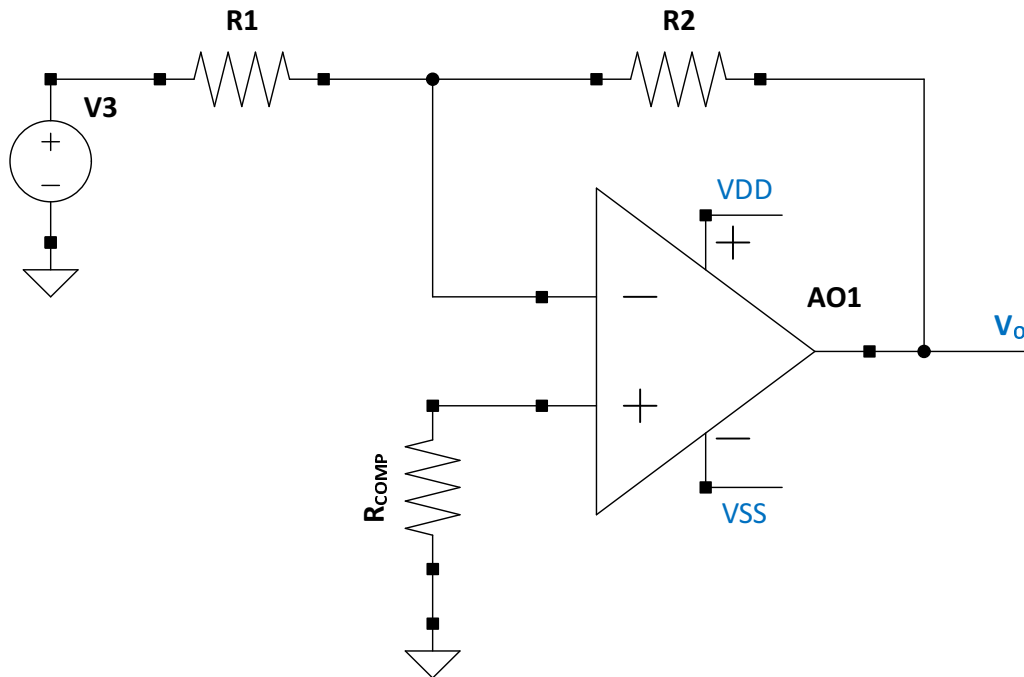 R1
R2
V3
+
−
VDD
+
AO1
−
Vₒ
+
−
RCOMP
VSS